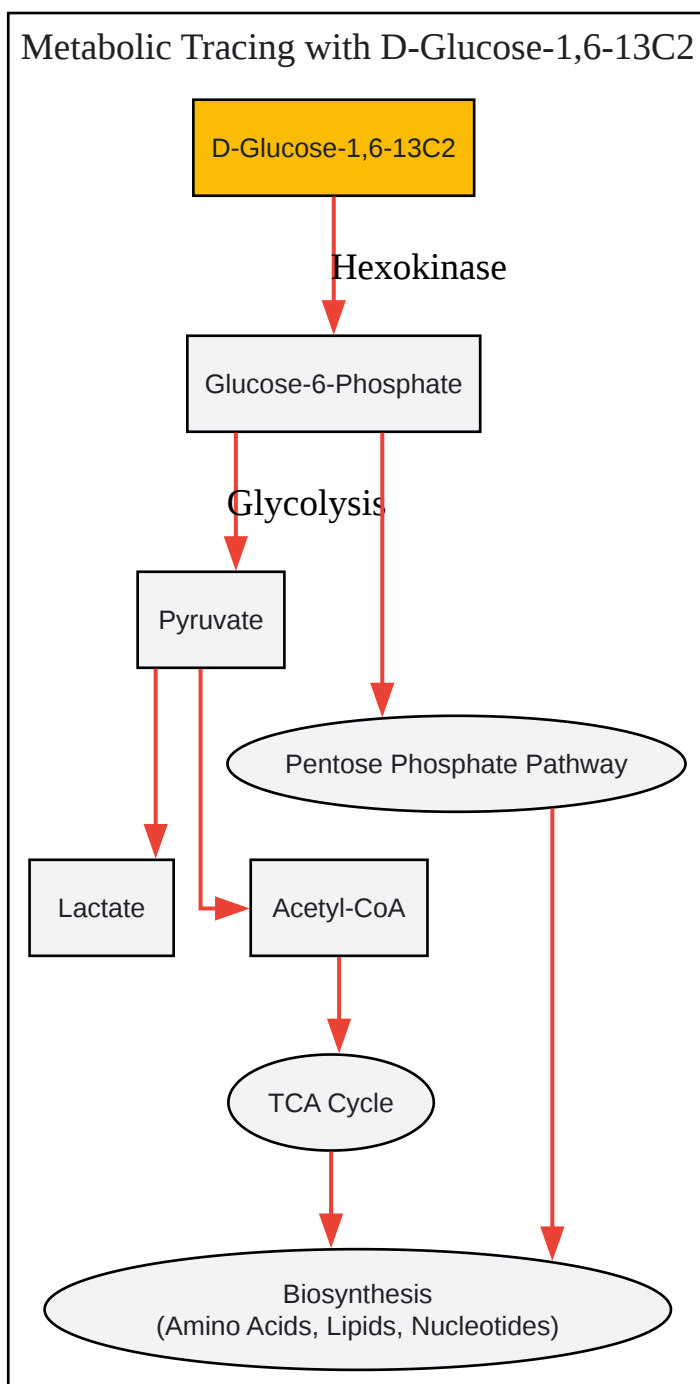 Metabolic Tracing with D-Glucose-1,6-13C2
D-Glucose-1,6-13C2
Hexokinase
Glucose-6-Phosphate
Glycolysis
Pyruvate
Pentose Phosphate Pathway
Lactate
Acetyl-CoA
TCA Cycle
Biosynthesis
(Amino Acids, Lipids, Nucleotides)